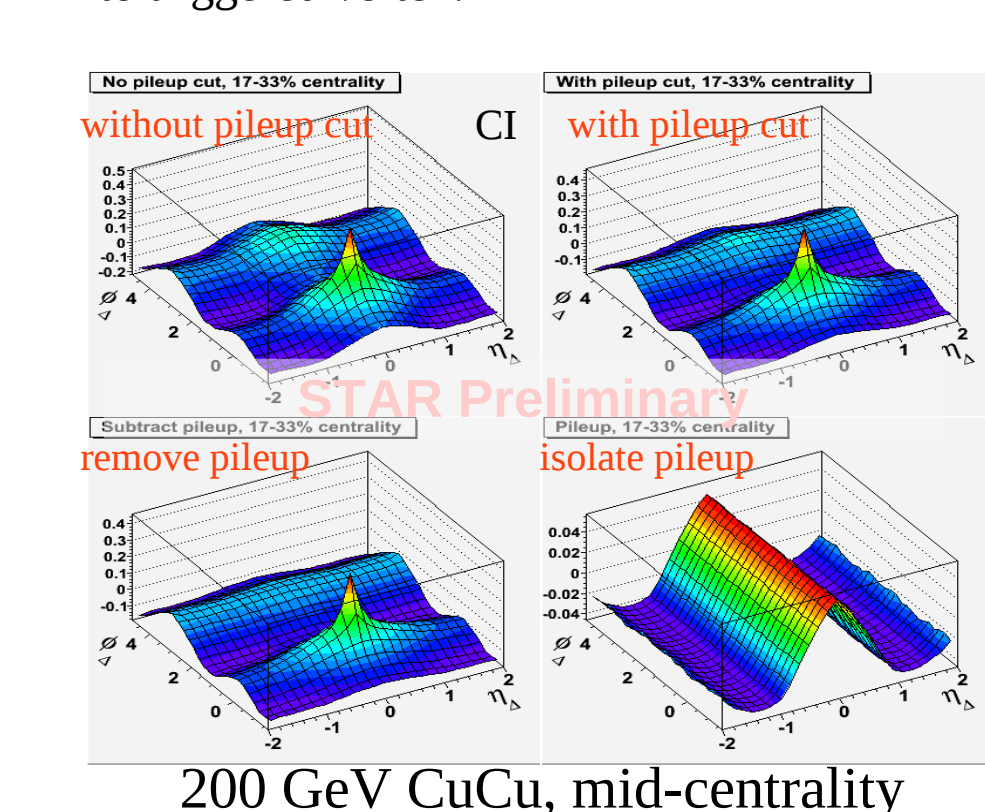 No pileup cut, 17-33% centrality
without pileup cut
CI
0.5
0.4
0.3
0.2
0.1
0
-0.1
-0.2
ø Δ 4
2
0
-2
-1
0
1
2
η Δ
With pileup cut, 17-33% centrality
with pileup cut
0.4
0.3
0.2
0.1
0
-0.1
ø Δ 4
2
0
-2
-1
0
1
2
η Δ
STAR Preliminary
Subtract pileup, 17-33% centrality
remove pileup
0.4
0.3
0.2
0.1
0
-0.1
ø Δ 4
2
0
-2
-1
0
1
2
η Δ
Pileup, 17-33% centrality
isolate pileup
0.04
0.02
0
-0.02
-0.04
ø Δ 4
2
0
-2
-1
0
1
2
η Δ
200 GeV CuCu, mid-centrality